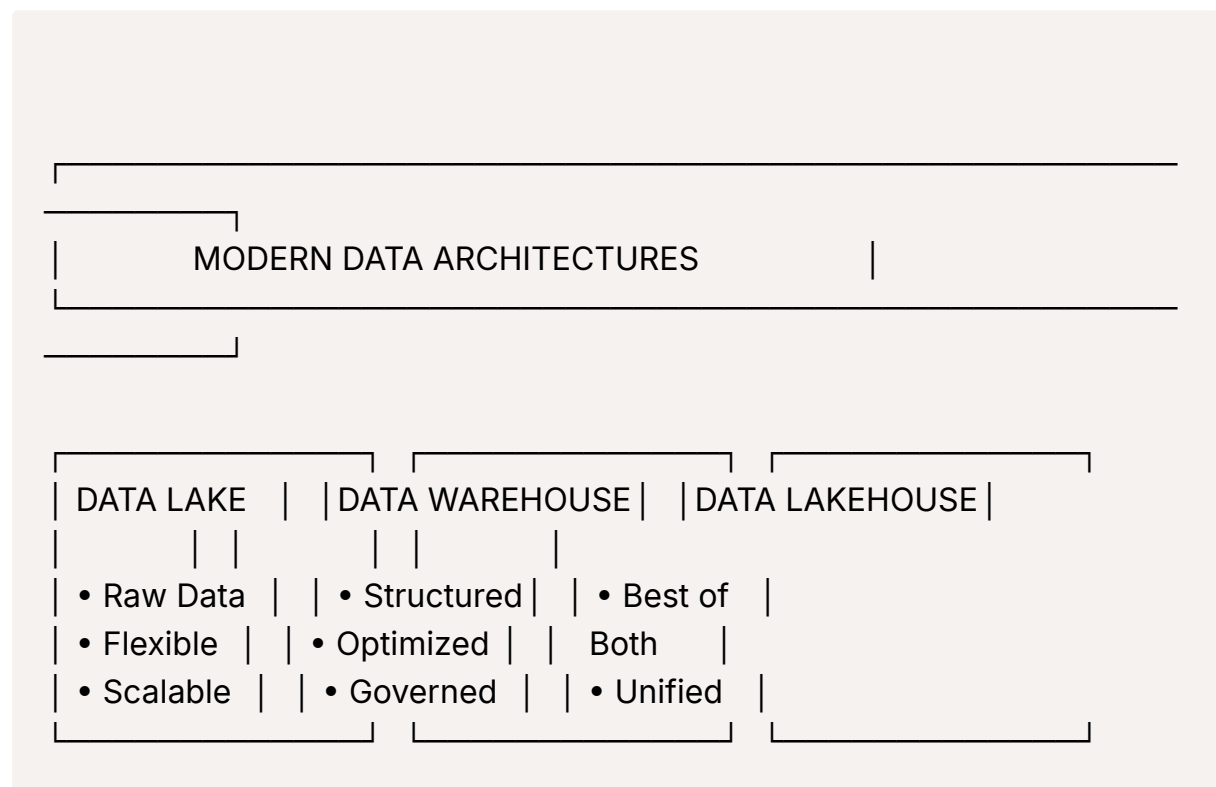 MODERN DATA ARCHITECTURES
DATA LAKE DATA WAREHOUSE DATA LAKEHOUSE
• Raw Data • Structured • Best of
• Flexible • Optimized Both
• Scalable • Governed • Unified